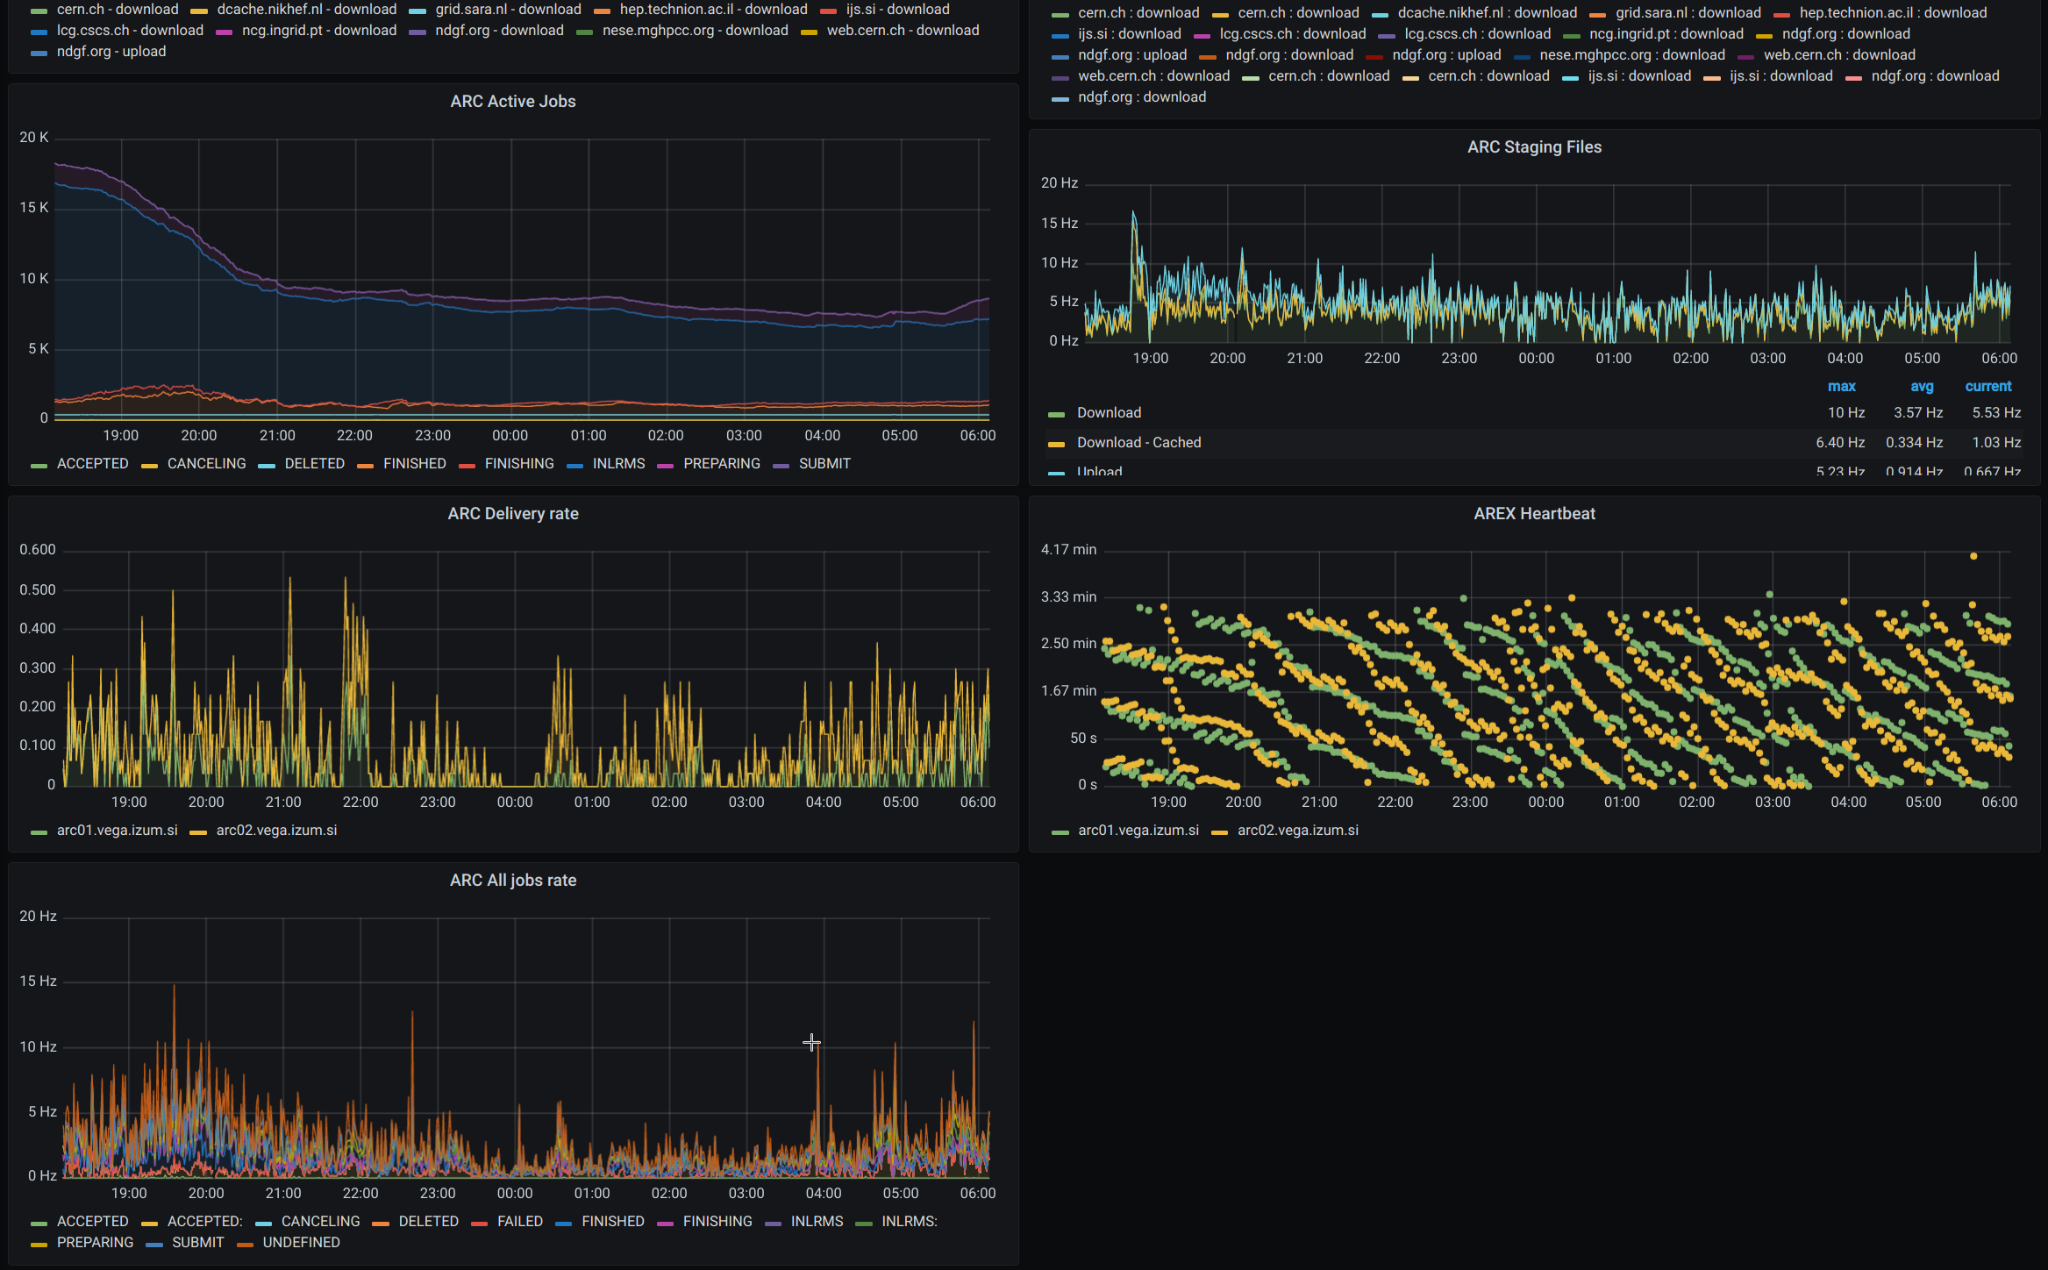 cern.ch - download dcache.nikhef.nl - download grid.sara.nl - download hep.technion.ac.il - download ijs.si - download
lcg.cscs.ch - download ncg.ingrid.pt - download ndgf.org - download nese.mghpcc.org - download web.cern.ch - download
ndgf.org - upload
cern.ch : download cern.ch : download dcache.nikhef.nl : download grid.sara.nl : download hep.technion.ac.il : download
ijs.si : download lcg.cscs.ch : download lcg.cscs.ch : download ncg.ingrid.pt : download ndgf.org : download
ndgf.org : upload ndgf.org : download ndgf.org : upload nese.mghpcc.org : download web.cern.ch : download
web.cern.ch : download cern.ch : download cern.ch : download ijs.si : download ijs.si : download ndgf.org : download
ndgf.org : download
ARC Active Jobs
20 K
15 K
10 K
5 K
0
19:00 20:00 21:00 22:00 23:00 00:00 01:00 02:00 03:00 04:00 05:00 06:00
ACCEPTED CANCELING DELETED FINISHED FINISHING INLRMS PREPARING SUBMIT
ARC Staging Files
20 Hz
15 Hz
10 Hz
5 Hz
0 Hz
19:00 20:00 21:00 22:00 23:00 00:00 01:00 02:00 03:00 04:00 05:00 06:00
max avg current
Download 10 Hz 3.57 Hz 5.53 Hz
Download - Cached 6.40 Hz 0.334 Hz 1.03 Hz
Upload 5.23 Hz 0.914 Hz 0.667 Hz
ARC Delivery rate
0.600
0.500
0.400
0.300
0.200
0.100
0
19:00 20:00 21:00 22:00 23:00 00:00 01:00 02:00 03:00 04:00 05:00 06:00
arc01.vega.izum.si arc02.vega.izum.si
AREX Heartbeat
4.17 min
3.33 min
2.50 min
1.67 min
50 s
0 s
19:00 20:00 21:00 22:00 23:00 00:00 01:00 02:00 03:00 04:00 05:00 06:00
arc01.vega.izum.si arc02.vega.izum.si
ARC All jobs rate
20 Hz
15 Hz
10 Hz
5 Hz
0 Hz
19:00 20:00 21:00 22:00 23:00 00:00 01:00 02:00 03:00 04:00 05:00 06:00
ACCEPTED ACCEPTED: CANCELING DELETED FAILED FINISHED FINISHING INLRMS INLRMS:
PREPARING SUBMIT UNDEFINED